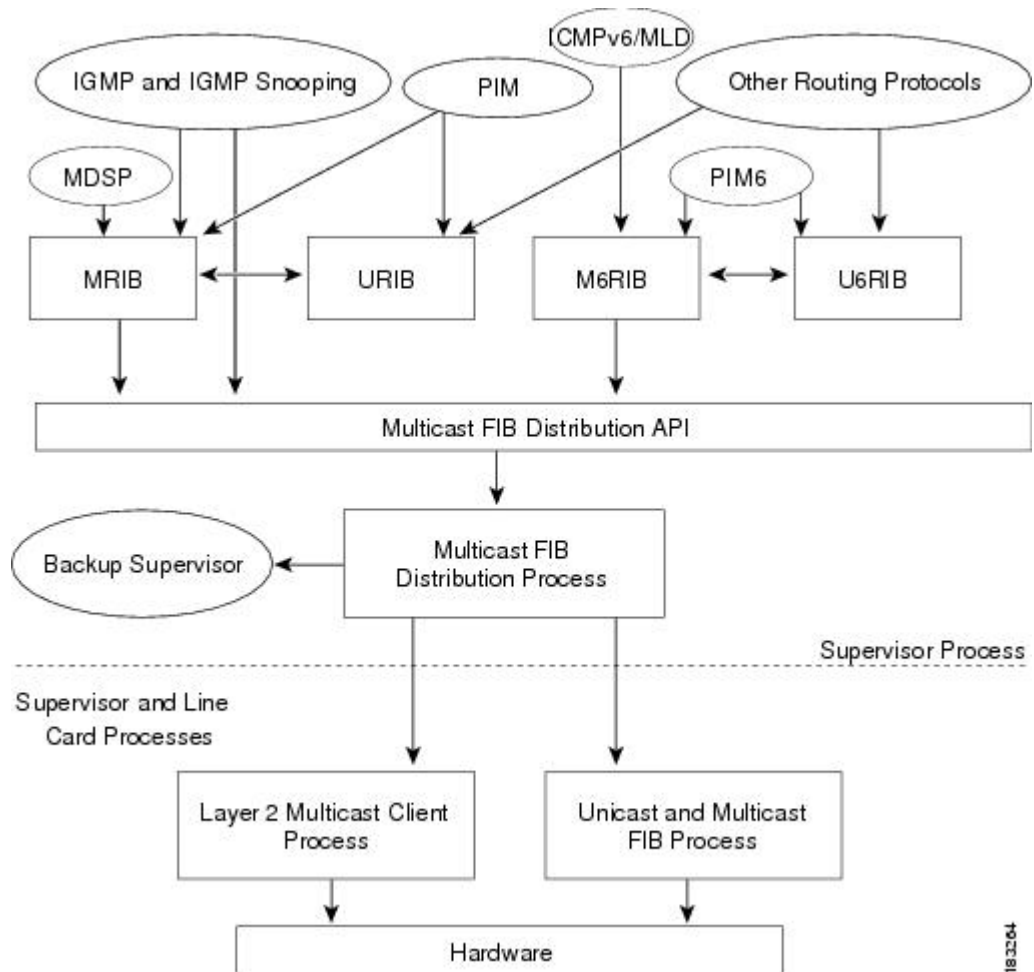 ICMPv6/MLD
IGMP and IGMP Snooping
PIM
Other Routing Protocols
MDSP
PIM6
MRIB
URIB
M6RIB
U6RIB
Multicast FIB Distribution API
Backup Supervisor
Multicast FIB
Distribution Process
Supervisor Process
Supervisor and Line
Card Processes
Layer 2 Multicast Client
Process
Unicast and Multicast
FIB Process
Hardware
183264